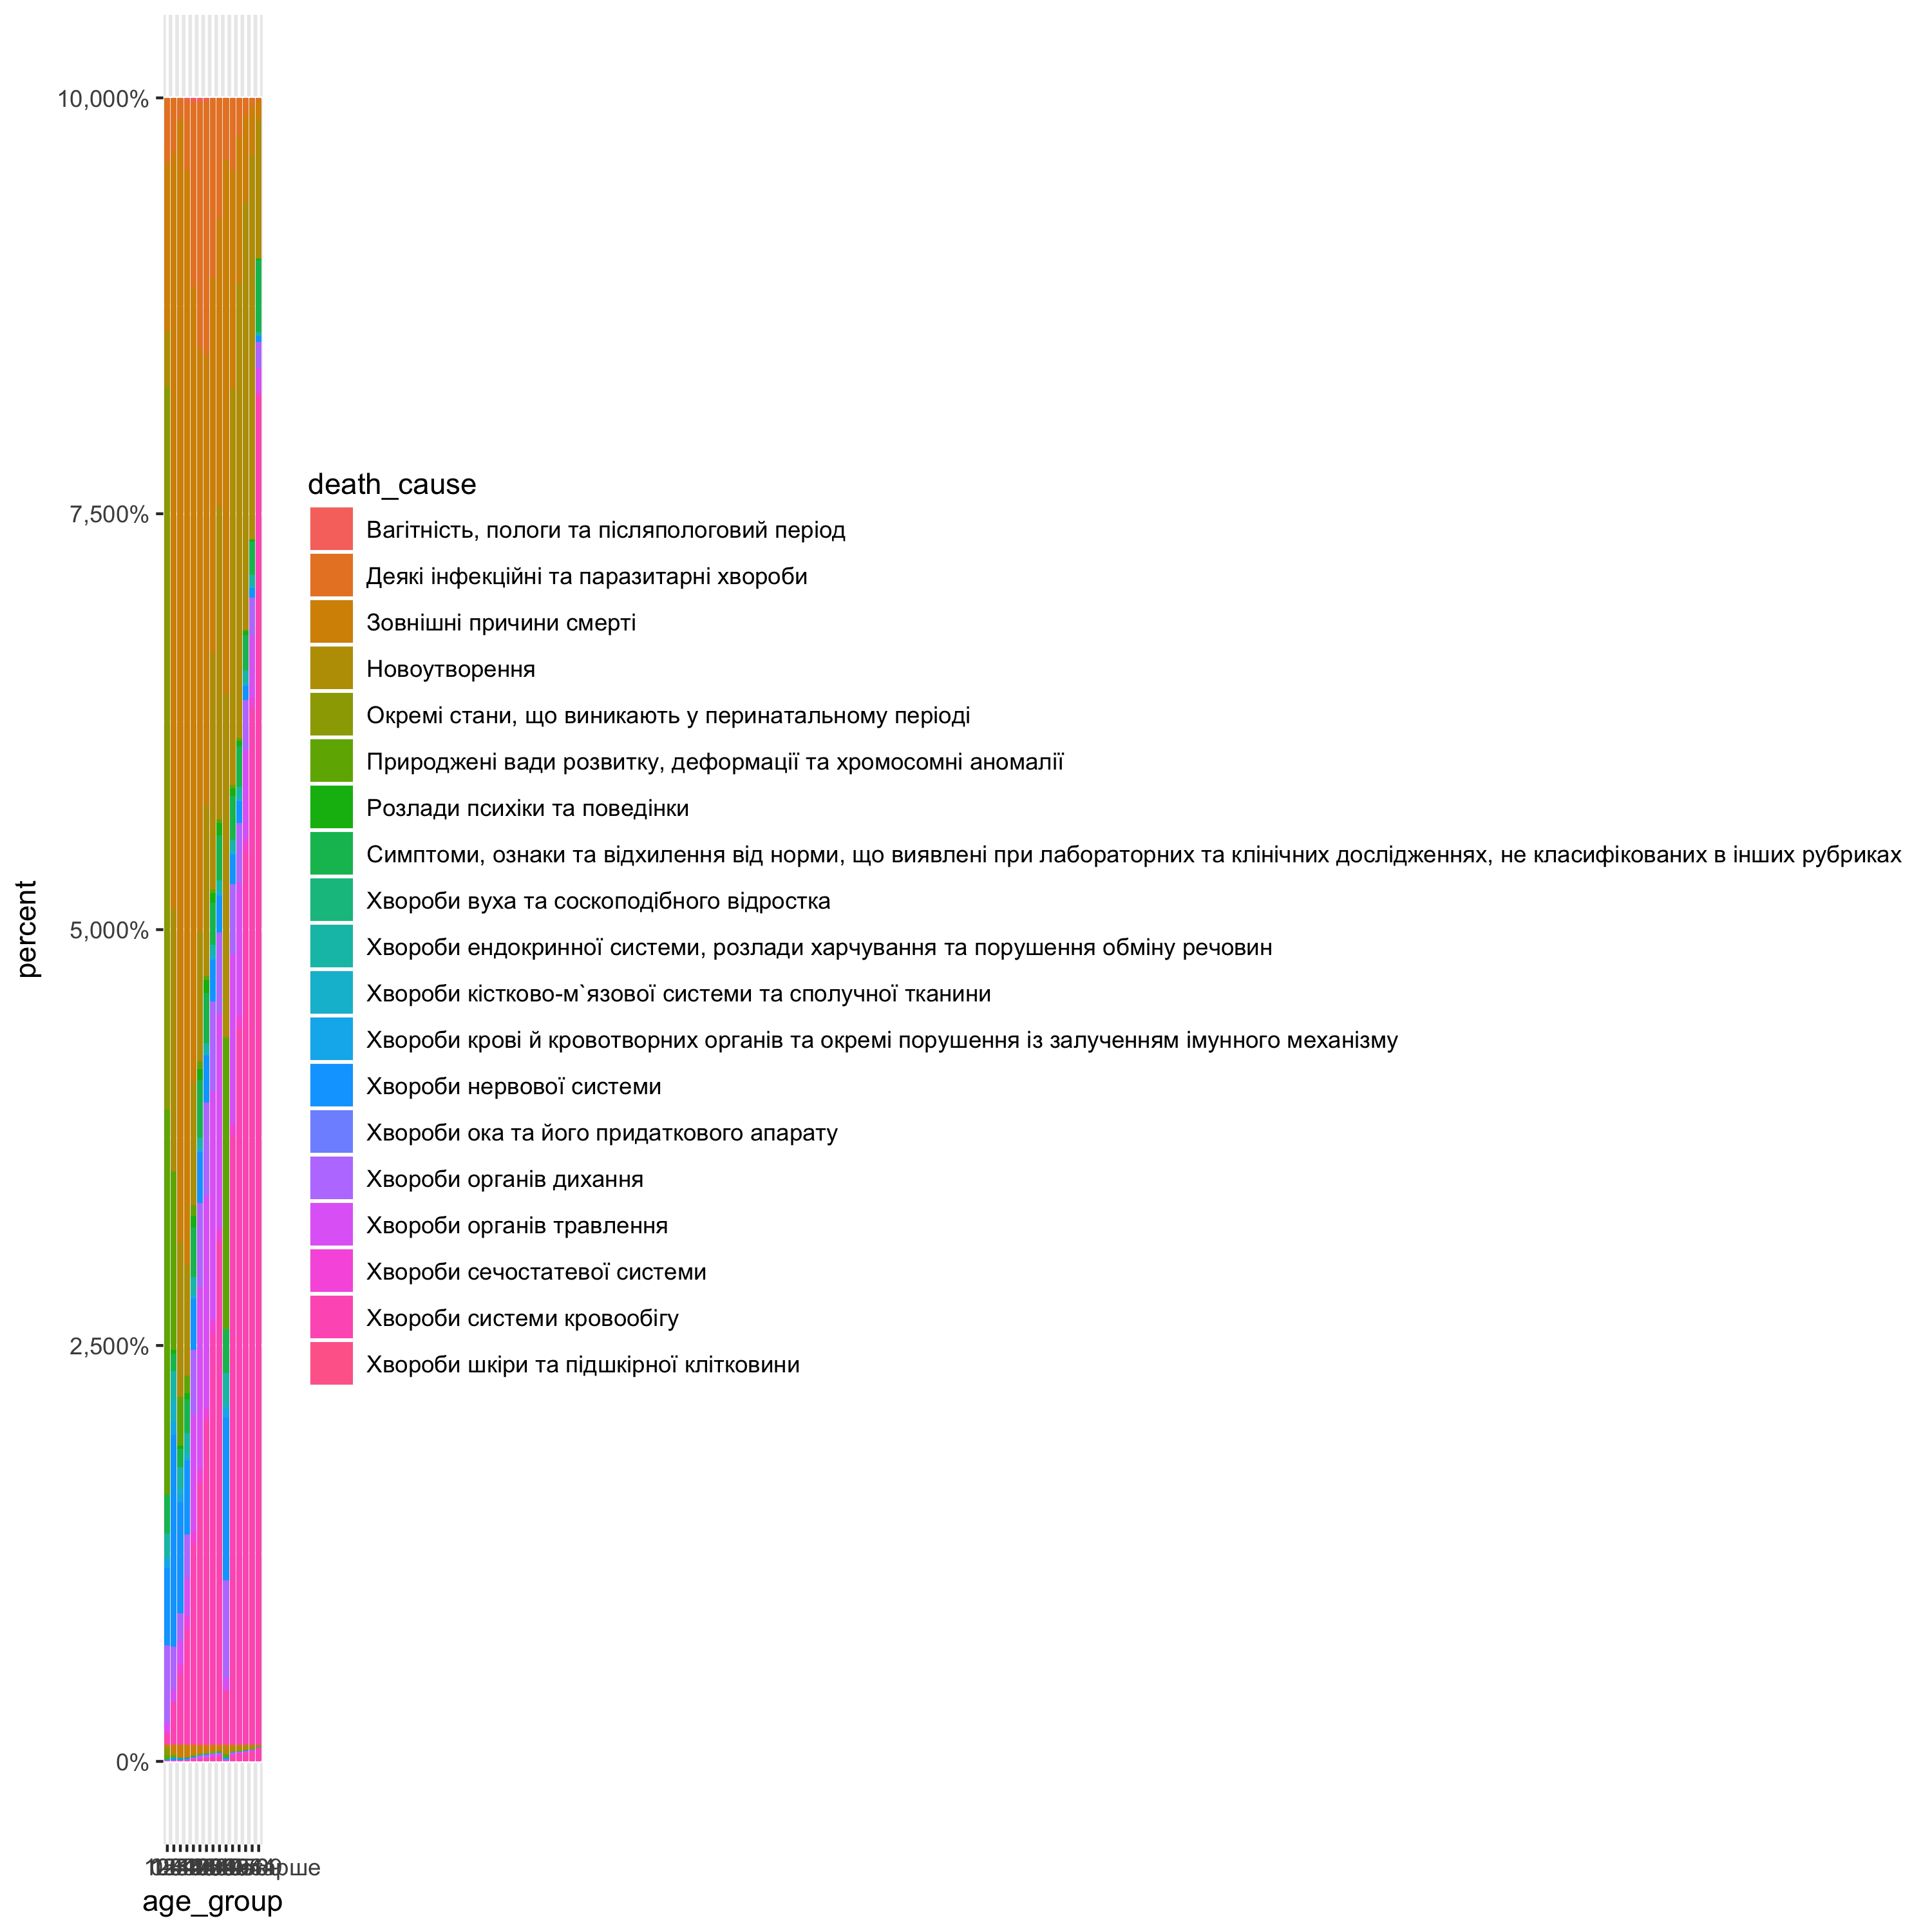 10,000%
7,500%
5,000%
2,500%
0%
percent
age_group
death_cause
Вагітність, пологи та післяпологовий період
Деякі інфекційні та паразитарні хвороби
Зовнішні причини смерті
Новоутворення
Окремі стани, що виникають у перинатальному періоді
Природжені вади розвитку, деформації та хромосомні аномалії
Розлади психіки та поведінки
Симптоми, ознаки та відхилення від норми, що виявлені при лабораторних та клінічних дослідженнях, не класифікованих в інших рубриках
Хвороби вуха та соскоподібного відростка
Хвороби ендокринної системи, розлади харчування та порушення обміну речовин
Хвороби кістково-м`язової системи та сполучної тканини
Хвороби крові й кровотворних органів та окремі порушення із залученням імунного механізму
Хвороби нервової системи
Хвороби ока та його придаткового апарату
Хвороби органів дихання
Хвороби органів травлення
Хвороби сечостатевої системи
Хвороби системи кровообігу
Хвороби шкіри та підшкірної клітковини